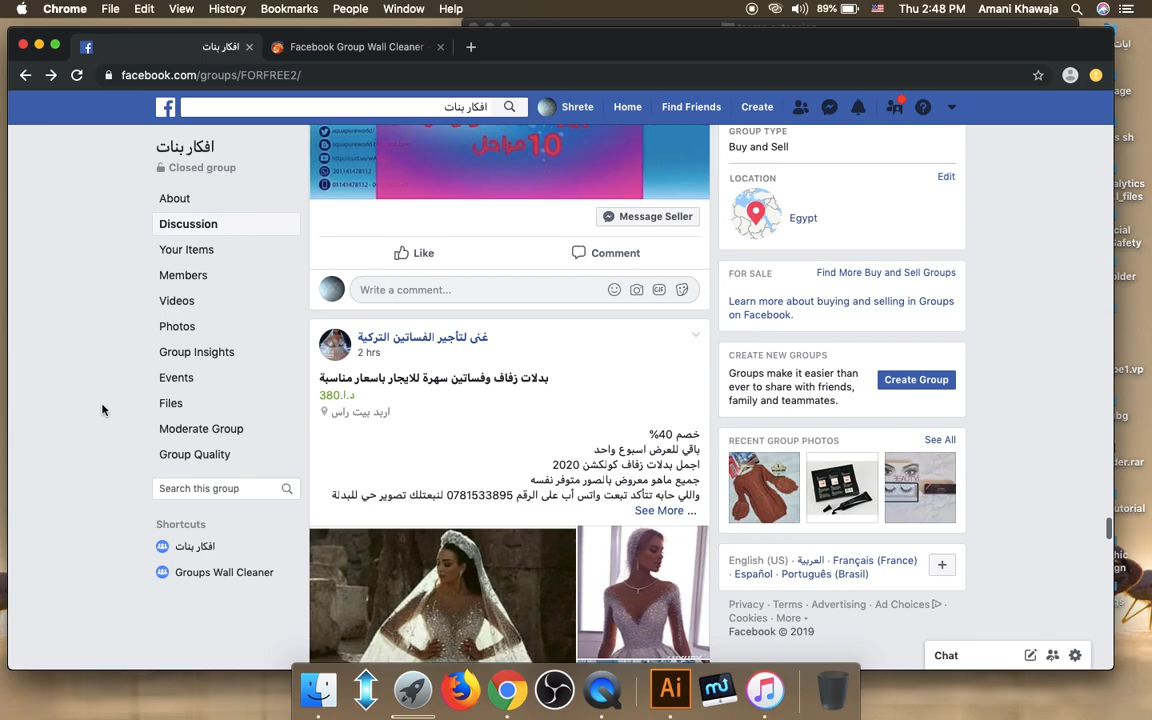 Chrome File Edit View History Bookmarks People Window Help
89% Thu 2:48 PM Amani Khawaja
افكار بنات
Facebook Group Wall Cleaner
facebook.com/groups/FORFREE2/
افكار بنات
Shrete Home Find Friends Create
افكار بنات
Closed group
About
Discussion
Your Items
Members
Videos
Photos
Group Insights
Events
Files
Moderate Group
Group Quality
Search this group
Shortcuts
افكار بنات
Groups Wall Cleaner
10 مراحل
Message Seller
Like Comment
Write a comment...
GIF
غنى لتأجير الفساتين التركية
2 hrs
بدلات زفاف وفساتين سهرة للايجار باسعار مناسبة
د.ا.380
اربد بيت راس
خصم 40%
باقي للعرض اسبوع واحد
اجمل بدلات زفاف كولكشن 2020
جميع ماهو معروض بالصور متوفر نفسه
واللي حابه تتأكد تبعت واتس أب على الرقم 0781533895 لنبعتلك تصوير حي للبدلة
See More ...
GROUP TYPE
Buy and Sell
LOCATION Edit
Egypt
FOR SALE Find More Buy and Sell Groups
Learn more about buying and selling in Groups
on Facebook.
CREATE NEW GROUPS
Groups make it easier than
ever to share with friends,
family and teammates.
Create Group
RECENT GROUP PHOTOS See All
English (US) · العربية · Français (France)
· Español · Português (Brasil)
Privacy · Terms · Advertising · Ad Choices ·
Cookies · More
Facebook © 2019
Chat
Ai